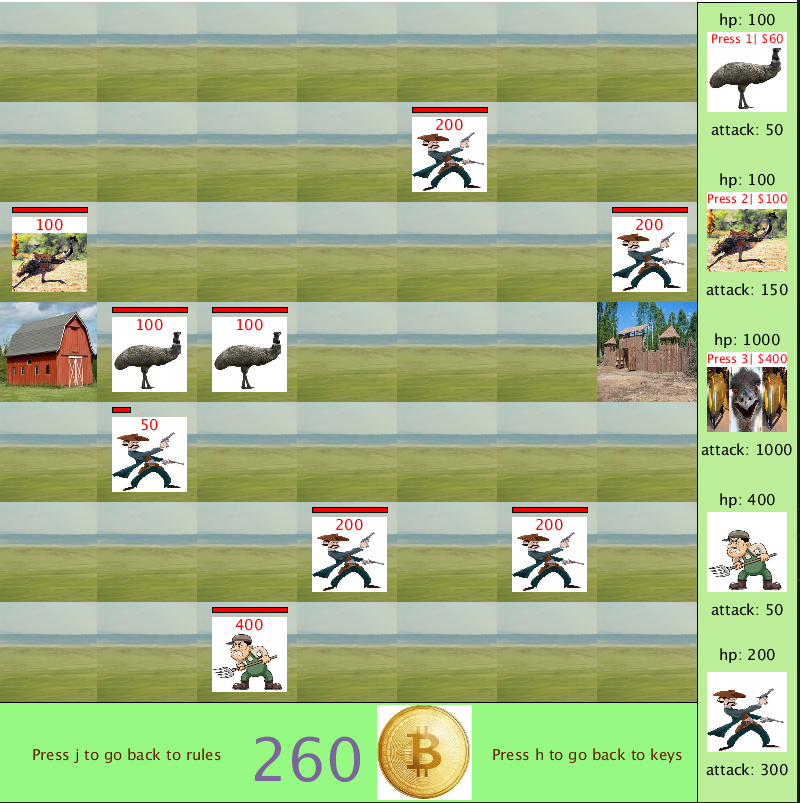 hp: 100
Press 1| $60
attack: 50
200
hp: 100
Press 2| $100
100
200
attack: 150
100
100
hp: 1000
Press 3| $400
50
attack: 1000
hp: 400
200
200
400
attack: 50
hp: 200
Press j to go back to rules
260
B
Press h to go back to keys
attack: 300